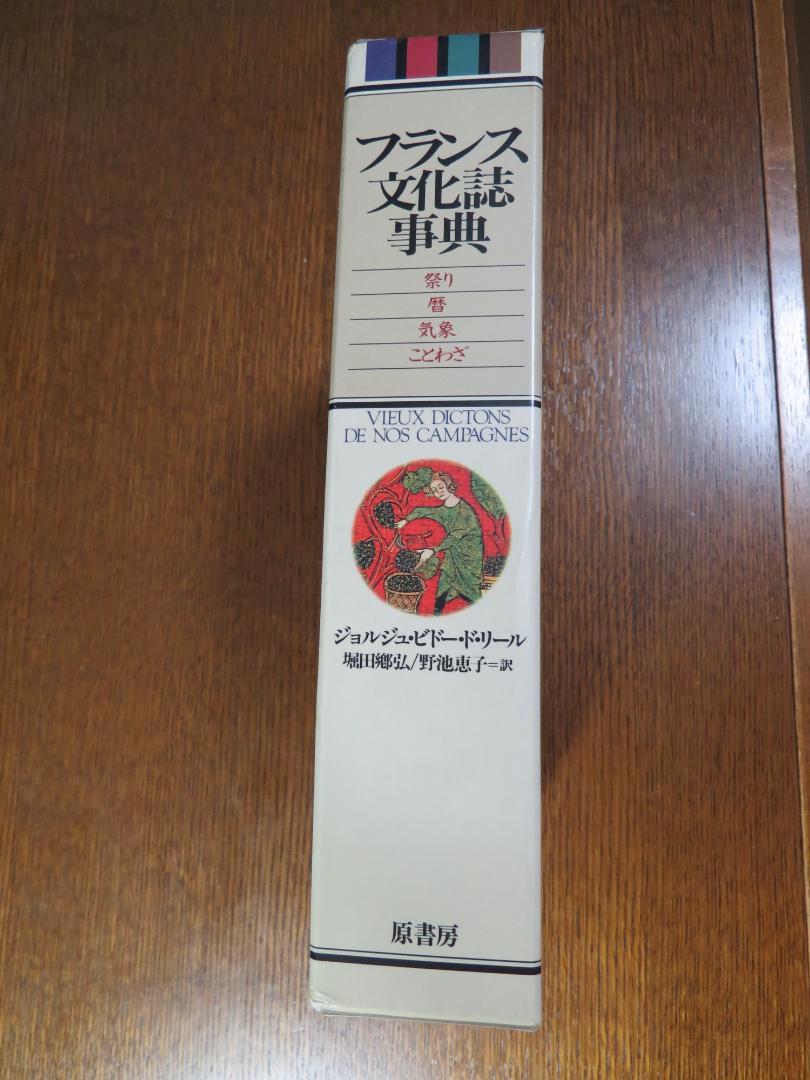 フランス
文化誌
事典
祭り
暦
気象
ことわざ
VIEUX DICTONS
DE NOS CAMPAGNES
ジョルジュ・ビドー・ド・リール
堀田郷弘/野池恵子=訳
原書房